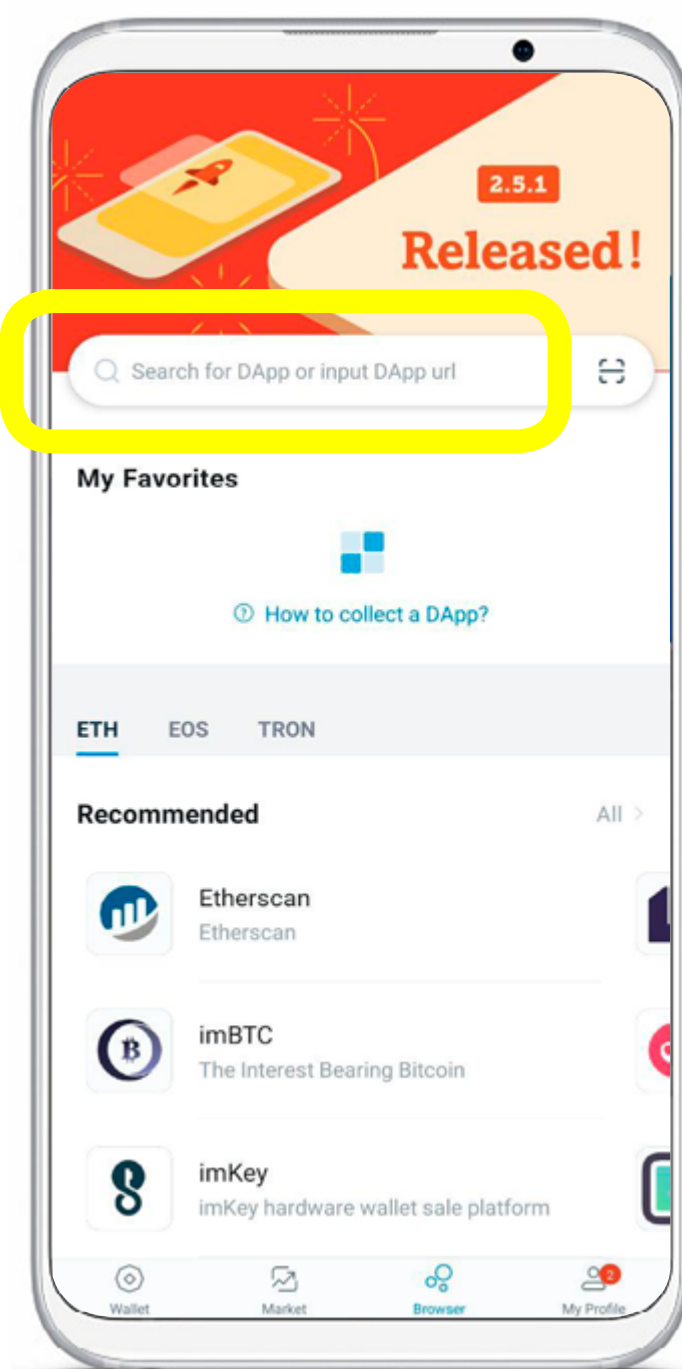 2.5.1
Released!
Search for DApp or input DApp url
My Favorites
How to collect a DApp?
ETH EOS TRON
Recommended All
Etherscan
Etherscan
imBTC
The Interest Bearing Bitcoin
imKey
imKey hardware wallet sale platform
2
Wallet Market Browser My Profile